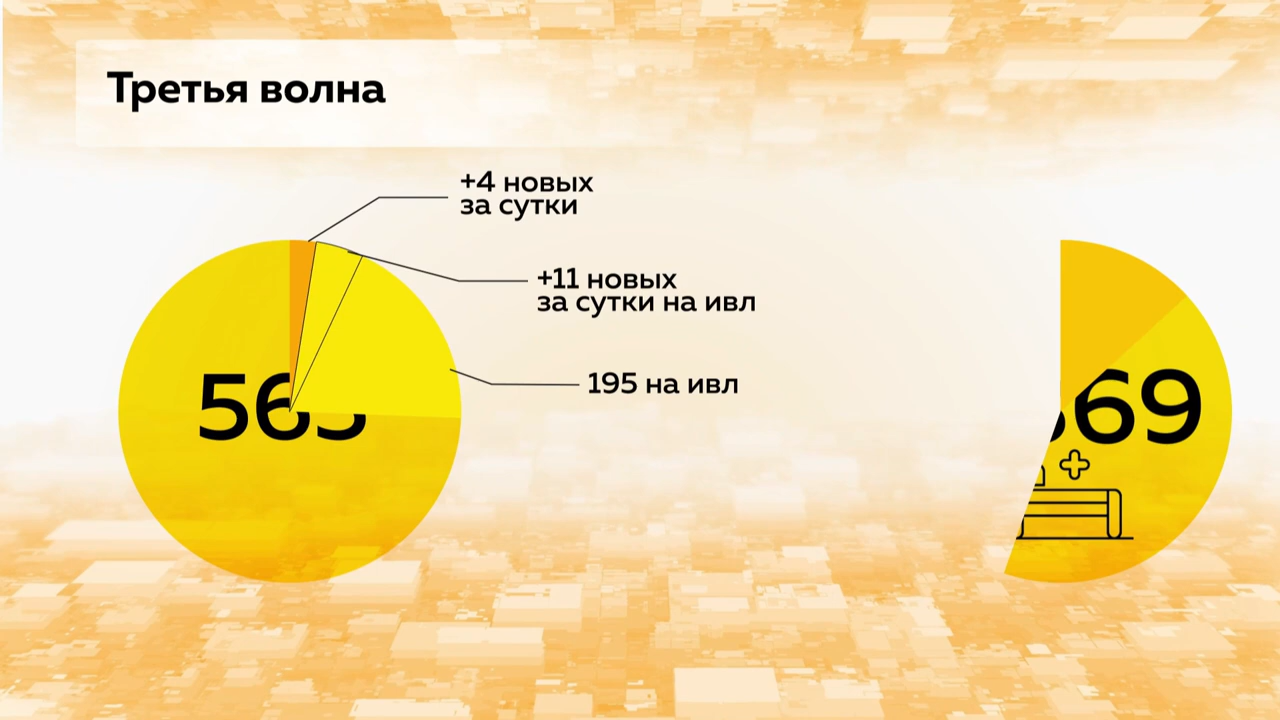 Третья волна
+4 новых
за сутки
+11 новых
за сутки на ивл
195 на ивл